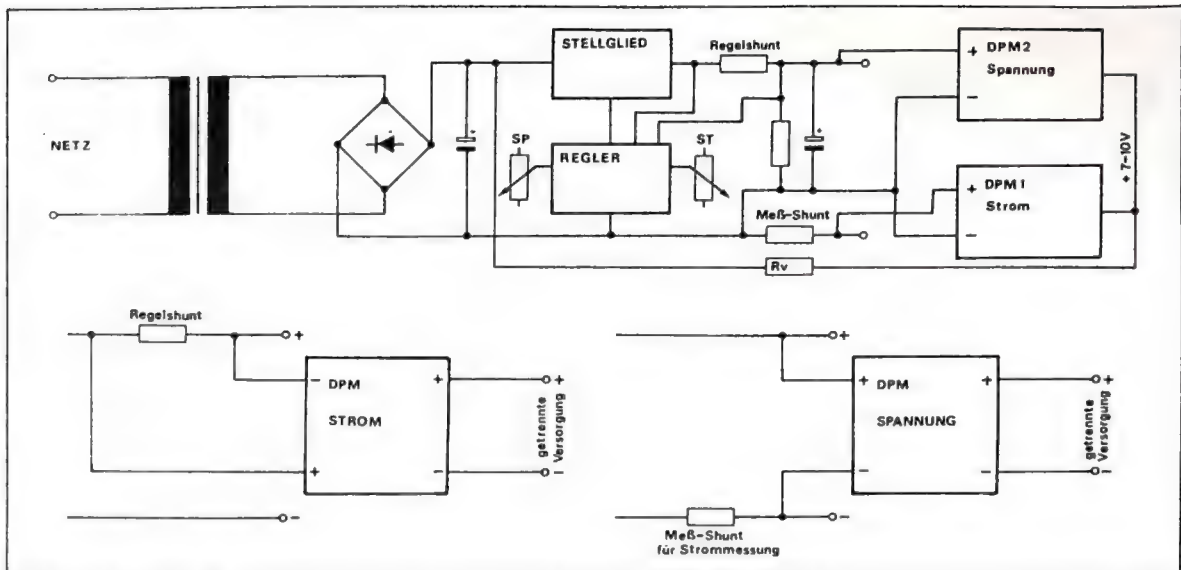 STELLGLIED
Regelshunt
+ DPM2
Spannung
−
NETZ
SP
ST
REGLER
+ 7-10V
+ DPM1
Strom
−
Meß-Shunt
Rv
Regelshunt
+
− DPM +
STROM
+ −
+
getrennte
Versorgung
−
−
+
+ DPM +
SPANNUNG
− −
+
getrennte
Versorgung
−
−
Meß-Shunt
für Strommessung